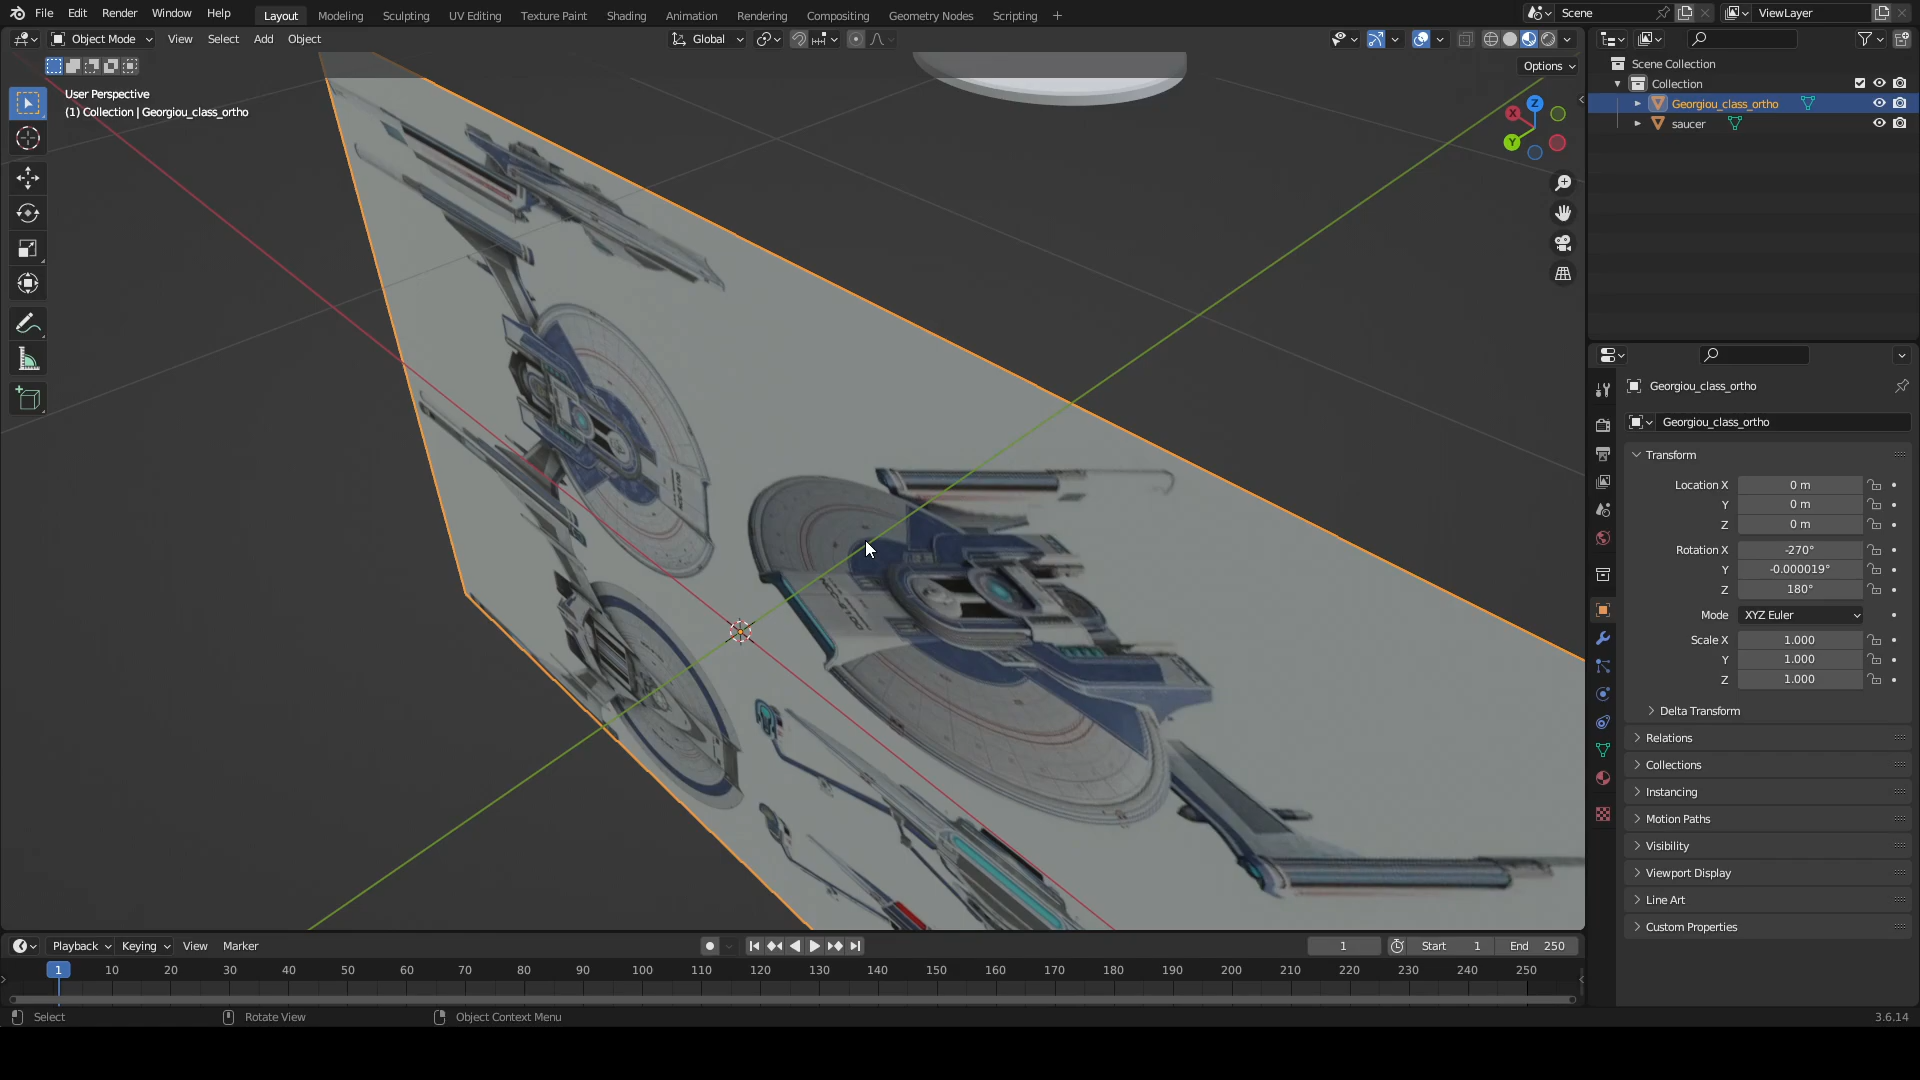 File Edit Render Window Help Layout Modeling Sculpting UV Editing Texture Paint Shading Animation Rendering Compositing Geometry Nodes Scripting + Scene ViewLayer
Object Mode View Select Add Object Global
Options
User Perspective
(1) Collection | Georgiou_class_ortho
Z
X
Y
Scene Collection
Collection
Georgiou_class_ortho
saucer
Georgiou_class_ortho
Georgiou_class_ortho
Transform
Location X 0 m
Y 0 m
Z 0 m
Rotation X -270°
Y -0.000019°
Z 180°
Mode XYZ Euler
Scale X 1.000
Y 1.000
Z 1.000
Delta Transform
Relations
Collections
Instancing
Motion Paths
Visibility
Viewport Display
Line Art
Custom Properties
Playback Keying View Marker 1 Start 1 End 250
1 10 20 30 40 50 60 70 80 90 100 110 120 130 140 150 160 170 180 190 200 210 220 230 240 250
Select Rotate View Object Context Menu 3.6.14